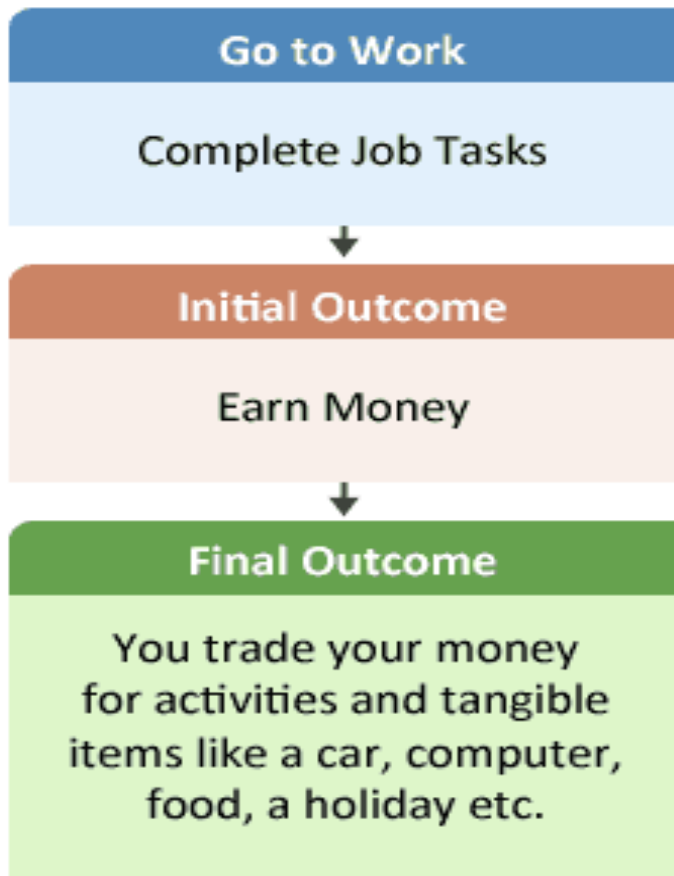 Go to Work
Complete Job Tasks
Initial Outcome
Earn Money
Final Outcome
You trade your money
for activities and tangible
items like a car, computer,
food, a holiday etc.